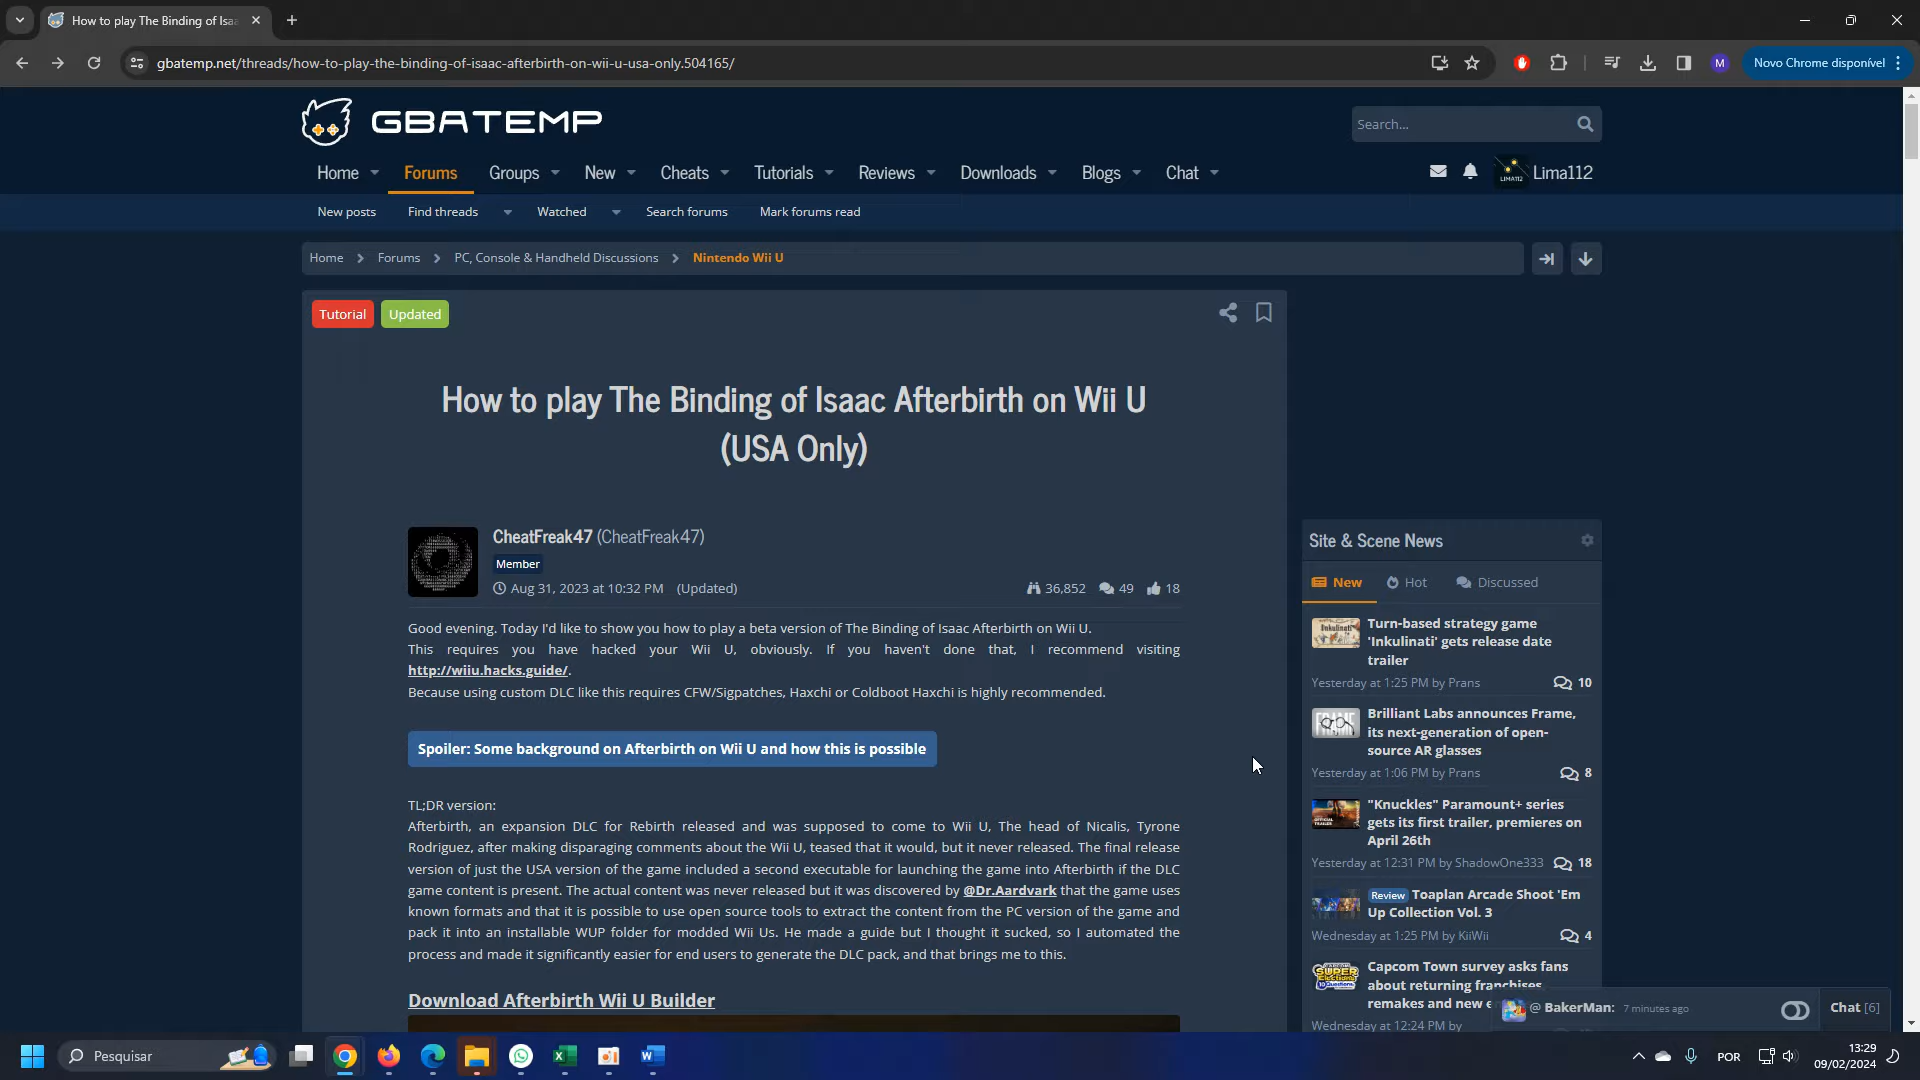 How to play The Binding of Isaa
gbatemp.net/threads/how-to-play-the-binding-of-isaac-afterbirth-on-wii-u-usa-only.504165/
M
Novo Chrome disponível
GBATEMP
Search...
Home
Forums
Groups
New
Cheats
Tutorials
Reviews
Downloads
Blogs
Chat
LIMA112
Lima112
New posts
Find threads
Watched
Search forums
Mark forums read
Home
Forums
PC, Console & Handheld Discussions
Nintendo Wii U
Tutorial
Updated
How to play The Binding of Isaac Afterbirth on Wii U
(USA Only)
CheatFreak47 (CheatFreak47)
Member
Aug 31, 2023 at 10:32 PM (Updated)
36,852
49
18
Good evening. Today I'd like to show you how to play a beta version of The Binding of Isaac Afterbirth on Wii U.
This requires you have hacked your Wii U, obviously. If you haven't done that, I recommend visiting
http://wiiu.hacks.guide/.
Because using custom DLC like this requires CFW/Sigpatches, Haxchi or Coldboot Haxchi is highly recommended.
Spoiler: Some background on Afterbirth on Wii U and how this is possible
TL;DR version:
Afterbirth, an expansion DLC for Rebirth released and was supposed to come to Wii U, The head of Nicalis, Tyrone
Rodriguez, after making disparaging comments about the Wii U, teased that it would, but it never released. The final release
version of just the USA version of the game included a second executable for launching the game into Afterbirth if the DLC
game content is present. The actual content was never released but it was discovered by @Dr.Aardvark that the game uses
known formats and that it is possible to use open source tools to extract the content from the PC version of the game and
pack it into an installable WUP folder for modded Wii Us. He made a guide but I thought it sucked, so I automated the
process and made it significantly easier for end users to generate the DLC pack, and that brings me to this.
Download Afterbirth Wii U Builder
Site & Scene News
New
Hot
Discussed
Turn-based strategy game
'Inkulinati' gets release date
trailer
Yesterday at 1:25 PM by Prans
10
Brilliant Labs announces Frame,
its next-generation of open-
source AR glasses
Yesterday at 1:06 PM by Prans
8
"Knuckles" Paramount+ series
gets its first trailer, premieres on
April 26th
Yesterday at 12:31 PM by ShadowOne333
18
Review Toaplan Arcade Shoot 'Em
Up Collection Vol. 3
Wednesday at 1:25 PM by KiiWii
4
Capcom Town survey asks fans
about returning franchises,
remakes and new e
Wednesday at 12:24 PM by
@ BakerMan:
7 minutes ago
Chat [6]
Pesquisar
POR
13:29
09/02/2024